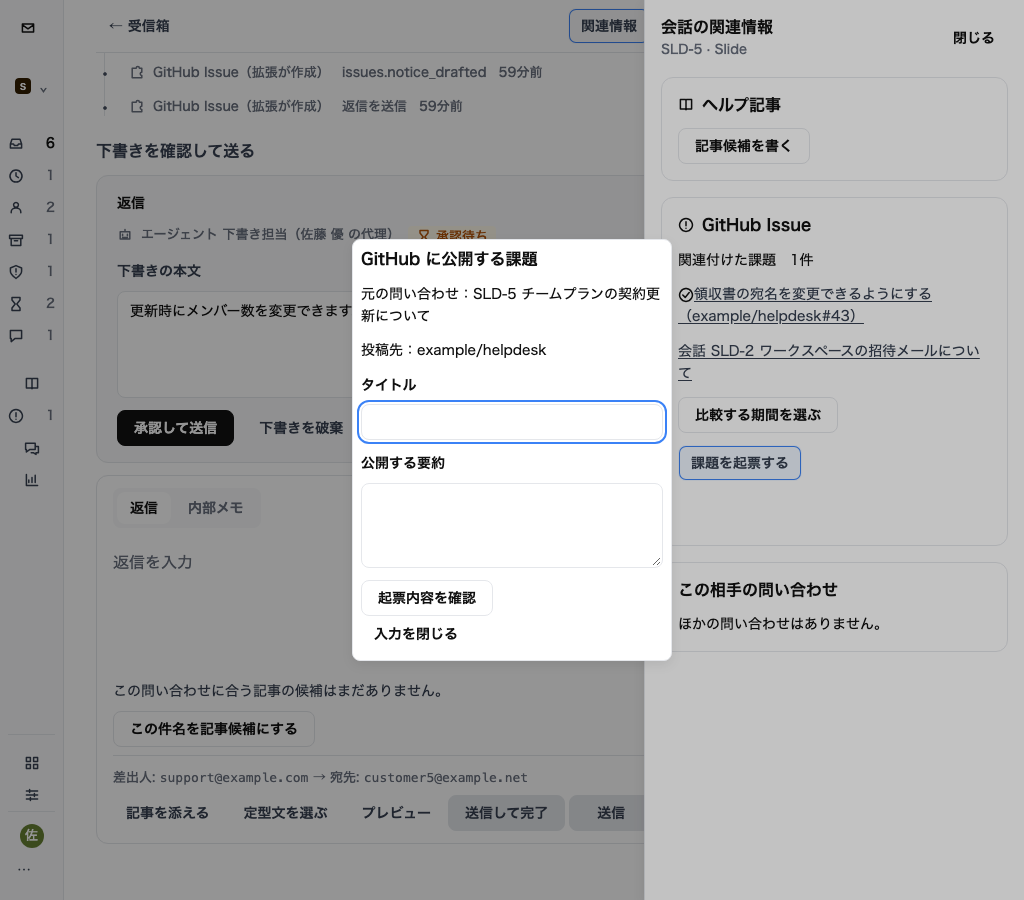 S
6
1
2
1
1
2
1
1
佐
…
← 受信箱
関連情報
GitHub Issue（拡張が作成） issues.notice_drafted 59分前
GitHub Issue（拡張が作成） 返信を送信 59分前
下書きを確認して送る
返信
エージェント 下書き担当（佐藤 優 の代理） 承認待ち
下書きの本文
更新時にメンバー数を変更できます
承認して送信 下書きを破棄
返信 内部メモ
返信を入力
この問い合わせに合う記事の候補はまだありません。
この件名を記事候補にする
差出人: support@example.com → 宛先: customer5@example.net
記事を添える 定型文を選ぶ プレビュー 送信して完了 送信
GitHub に公開する課題
元の問い合わせ：SLD-5 チームプランの契約更
新について
投稿先：example/helpdesk
タイトル
公開する要約
起票内容を確認
入力を閉じる
会話の関連情報
SLD-5 · Slide
閉じる
ヘルプ記事
記事候補を書く
GitHub Issue
関連付けた課題 1件
領収書の宛名を変更できるようにする
（example/helpdesk#43）
会話 SLD-2 ワークスペースの招待メールについ
て
比較する期間を選ぶ
課題を起票する
この相手の問い合わせ
ほかの問い合わせはありません。